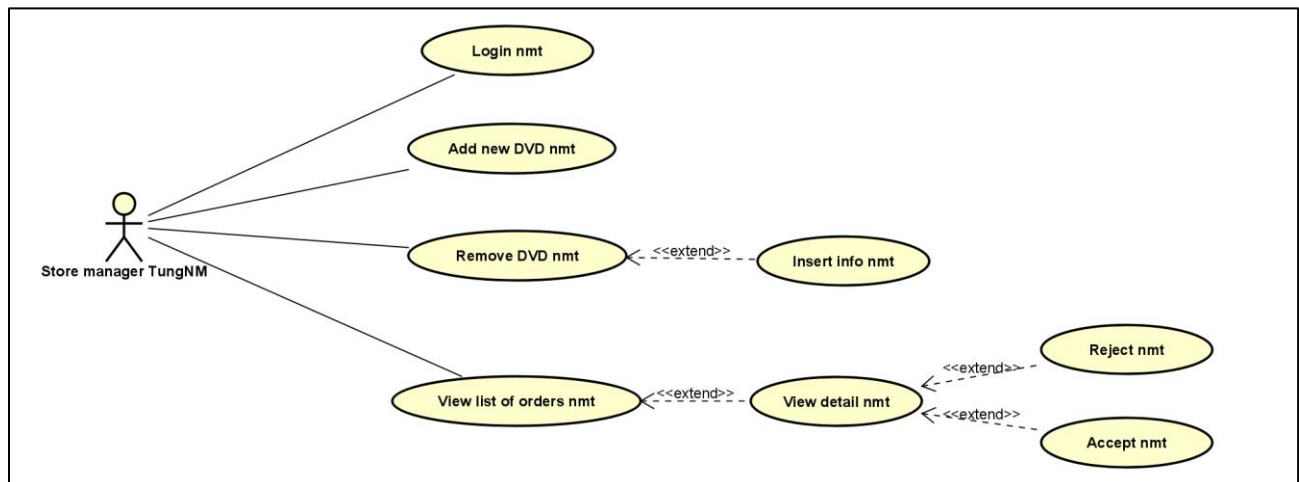 Login nmt
Add new DVD nmt
Store manager TungNM
Remove DVD nmt
<<extend>>
Insert info nmt
View list of orders nmt
<<extend>>
View detail nmt
<<extend>>
Reject nmt
<<extend>>
Accept nmt